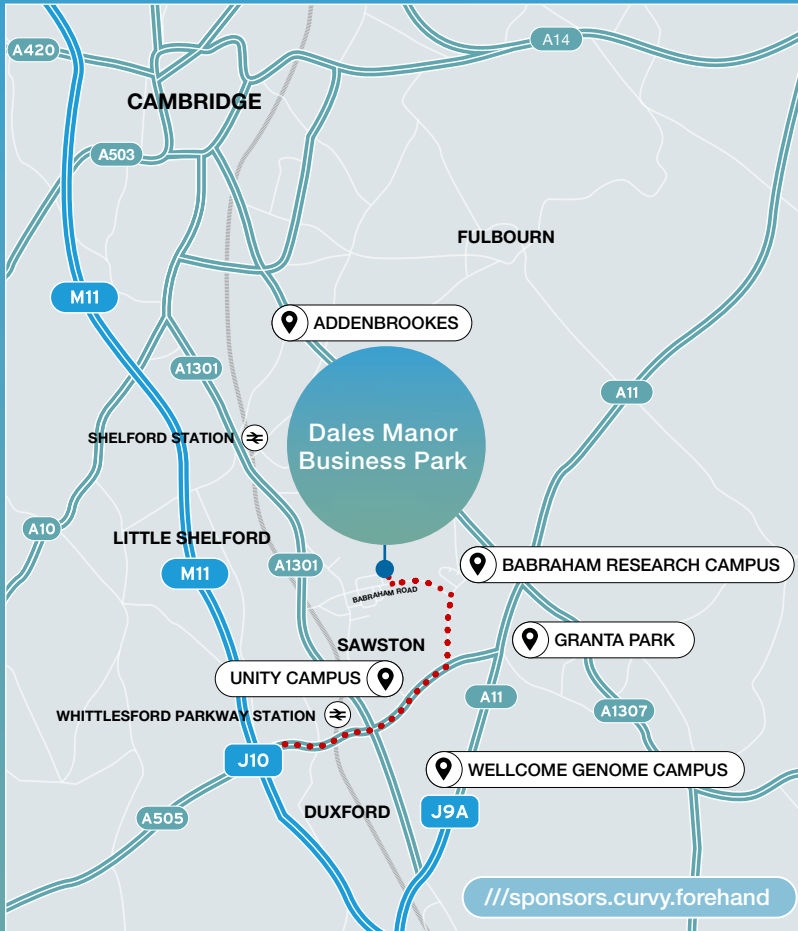 A420
A14
CAMBRIDGE
A503
FULBOURN
M11
ADDENBROOKES
A1301
A11
Dales Manor
Business Park
SHELFORD STATION
A10
LITTLE SHELFORD
M11
A1301
BABRAHAM RESEARCH CAMPUS
BABRAHAM ROAD
SAWSTON
GRANTA PARK
UNITY CAMPUS
A11
A1307
WHITTLESFORD PARKWAY STATION
J10
WELLCOME GENOME CAMPUS
A505
DUXFORD
J9A
///sponsors.curvy.forehand